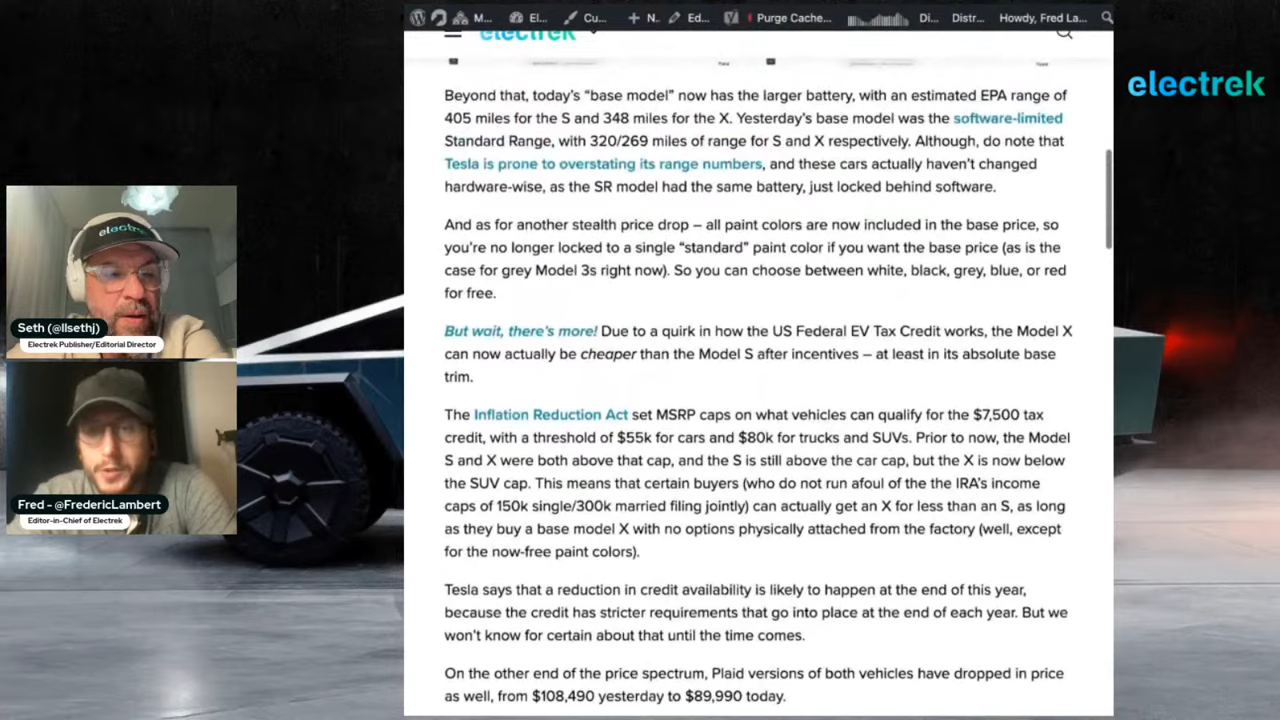 M...
El...
Cu...
N.
Ed...
Purge Cache...
Di...
Distr...
Howdy, Fred La...
electrek
electrek
Beyond that, today's “base model” now has the larger battery, with an estimated EPA range of
405 miles for the S and 348 miles for the X. Yesterday's base model was the software-limited
Standard Range, with 320/269 miles of range for S and X respectively. Although, do note that
Tesla is prone to overstating its range numbers, and these cars actually haven't changed
hardware-wise, as the SR model had the same battery, just locked behind software.
And as for another stealth price drop – all paint colors are now included in the base price, so
you're no longer locked to a single “standard” paint color if you want the base price (as is the
case for grey Model 3s right now). So you can choose between white, black, grey, blue, or red
for free.
But wait, there's more! Due to a quirk in how the US Federal EV Tax Credit works, the Model X
can now actually be cheaper than the Model S after incentives – at least in its absolute base
trim.
The Inflation Reduction Act set MSRP caps on what vehicles can qualify for the $7,500 tax
credit, with a threshold of $55k for cars and $80k for trucks and SUVs. Prior to now, the Model
S and X were both above that cap, and the S is still above the car cap, but the X is now below
the SUV cap. This means that certain buyers (who do not run afoul of the the IRA's income
caps of 150k single/300k married filing jointly) can actually get an X for less than an S, as long
as they buy a base model X with no options physically attached from the factory (well, except
for the now-free paint colors).
Tesla says that a reduction in credit availability is likely to happen at the end of this year,
because the credit has stricter requirements that go into place at the end of each year. But we
won't know for certain about that until the time comes.
On the other end of the price spectrum, Plaid versions of both vehicles have dropped in price
as well, from $108,490 yesterday to $89,990 today.
electrek
Seth (@llsethj)
Electrek Publisher/Editorial Director
Fred - @FredericLambert
Editor-in-Chief of Electrek